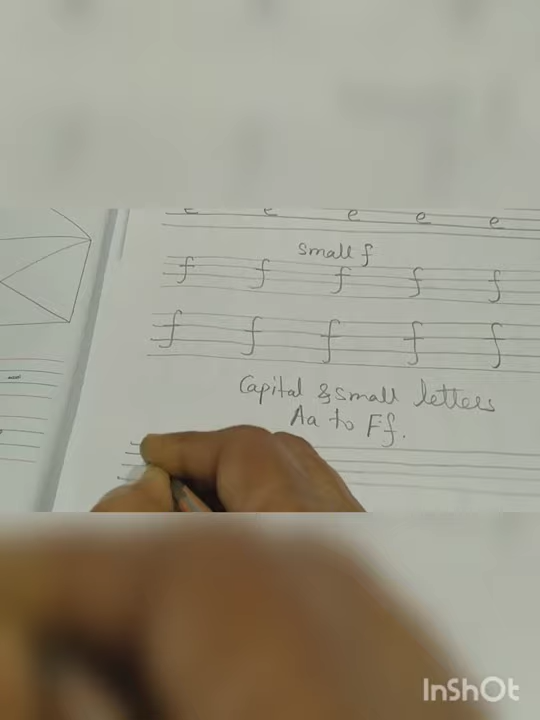 e e e e e
small f
f f f f f
f f f f f
Capital & small letters
Aa to Ff.
InShOt